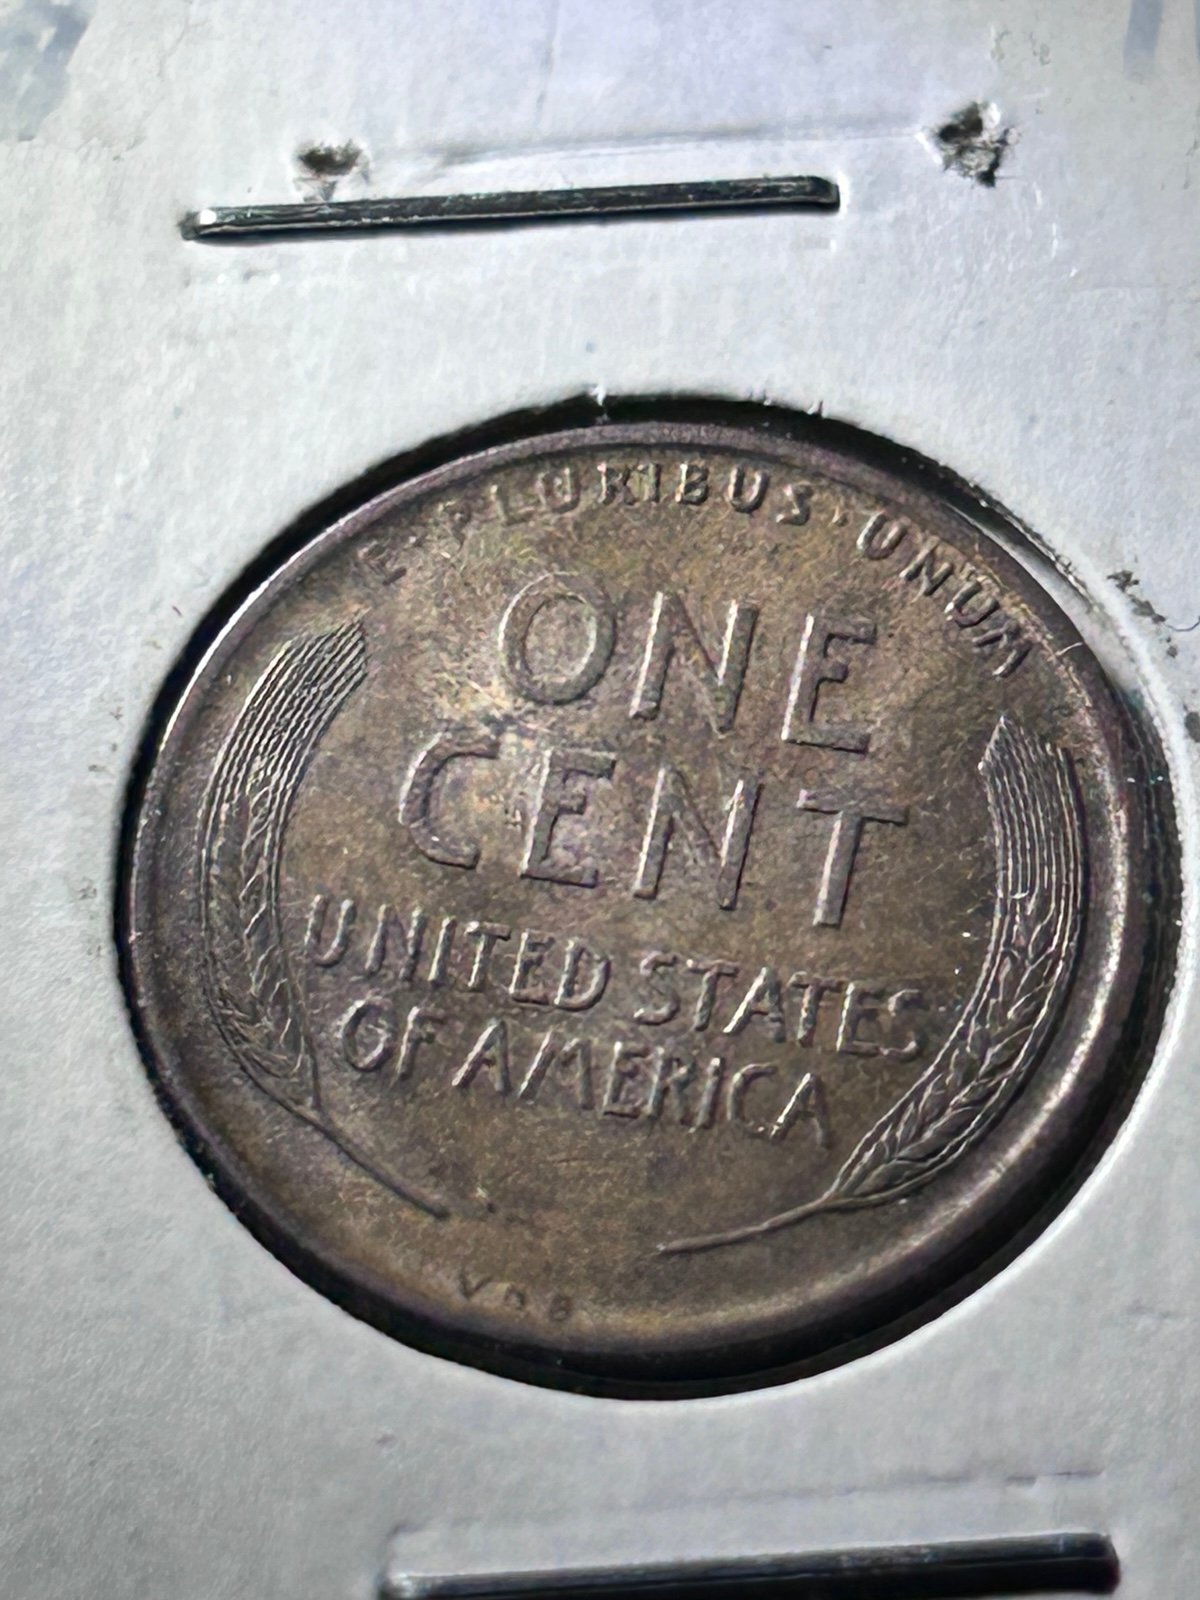 E·PLURIBUS·UNUM
ONE
CENT
UNITED STATES
OF AMERICA
VDB